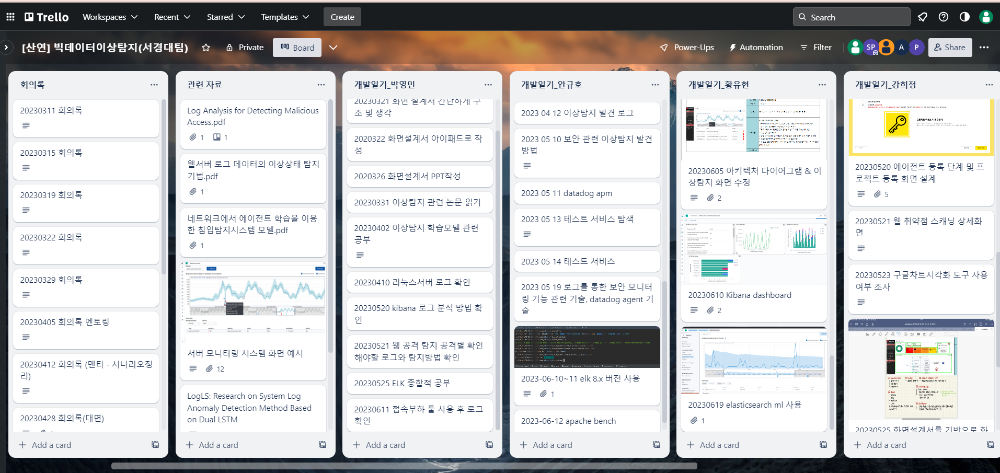 Trello
Workspaces
Recent
Starred
Templates
Create
Search
[산연] 빅데이터이상탐지(서경대팀)
Private
Board
Power-Ups
Automation
Filter
SP
A
P
Share
회의록
20230311 회의록
20230315 회의록
20230319 회의록
20230322 회의록
20230329 회의록
20230405 회의록 멘토링
20230412 회의록 (멘티 - 시나리오정
리)
20230428 회의록(대면)
Add a card
관련 자료
Log Analysis for Detecting Malicious
Access.pdf
1
1
웹서버 로그 데이터의 이상상태 탐지
기법.pdf
1
네트워크에서 에이전트 학습을 이용
한 침입탐지시스템 모델.pdf
1
서버 모니터링 시스템 화면 예시
12
LogLS: Research on System Log
Anomaly Detection Method Based
on Dual LSTM
Add a card
개발일기_박영민
20230321 화면 설계서 간단하게 구
조 및 생각
2020322 화면설계서 아이패드로 작
성
2020326 화면설계서 PPT작성
20230331 이상탐지 관련 논문 읽기
20230402 이상탐지 학습모델 관련
공부
20230410 리눅스서버 로그 확인
20230520 kibana 로그 분석 방법 확
인
20230521 웹 공격 탐지 공격별 확인
해야할 로그와 탐지방법 확인
20230525 ELK 종합적 공부
20230611 접속부하 툴 사용 후 로그
확인
Add a card
개발일기_안규호
2023 04 12 이상탐지 발견 로그
2023 05 10 보안 관련 이상탐지 발견
방법
2023 05 11 datadog apm
2023 05 13 테스트 서비스 탐색
2023 05 14 테스트 서비스
2023 05 19 로그를 통한 보안 모니터
링 기능 관련 기술, datadog agent 기
술
2023-06-10~11 elk 8.x 버전 사용
1
2023-06-12 apache bench
Add a card
개발일기_황유현
20230605 아키텍처 다이어그램 & 이
상탐지 화면 수정
2
20230610 Kibana dashboard
2
20230619 elasticsearch ml 사용
1
Add a card
개발일기_강희정
20230520 에이전트 등록 단계 및 프
로젝트 등록 화면 설계
5
20230521 웹 취약점 스캐닝 상세화
면
20230523 구글차트시각화 도구 사용
여부 조사
20230525 화면설계서를 기반으로 화
Add a card